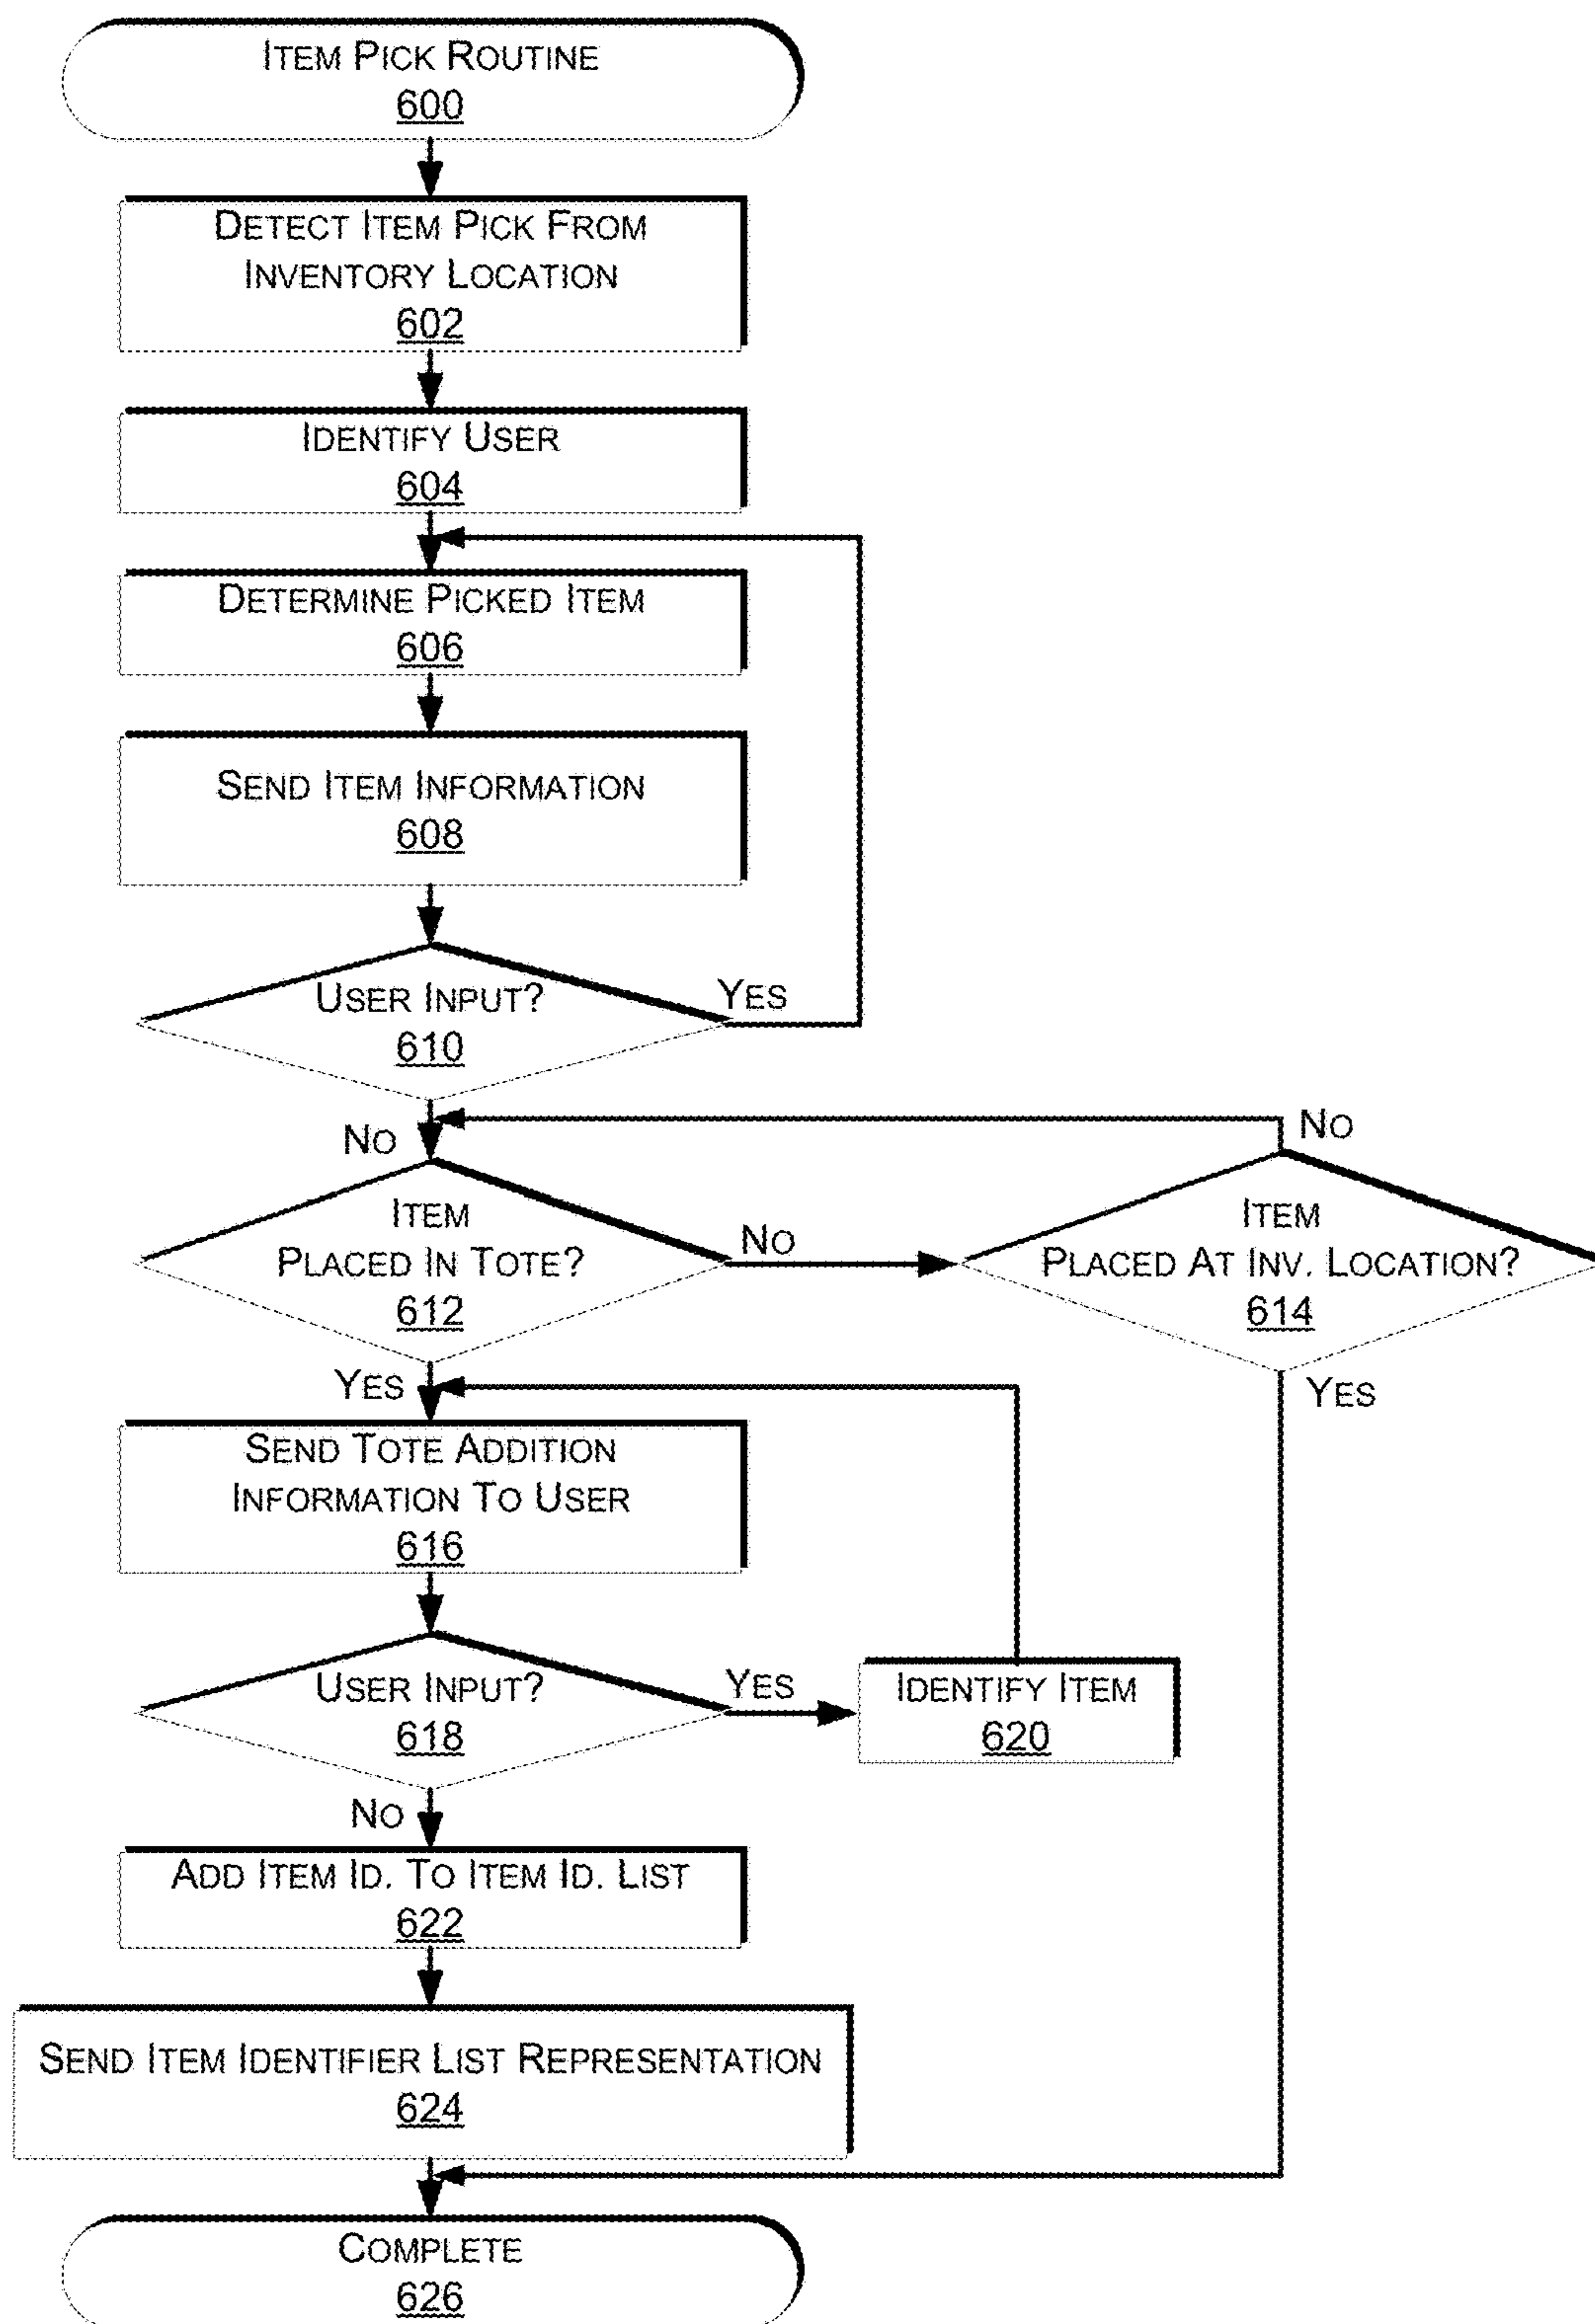 ITEM PICK ROUTINE
600
DETECT ITEM PICK FROM
INVENTORY LOCATION
602
IDENTIFY USER
604
DETERMINE PICKED ITEM
606
SEND ITEM INFORMATION
608
USER INPUT?
610
YES
NO
ITEM
PLACED IN TOTE?
612
NO
NO
ITEM
PLACED AT INV. LOCATION?
614
YES
YES
SEND TOTE ADDITION
INFORMATION TO USER
616
USER INPUT?
618
YES
IDENTIFY ITEM
620
NO
ADD ITEM ID. TO ITEM ID. LIST
622
SEND ITEM IDENTIFIER LIST REPRESENTATION
624
COMPLETE
626